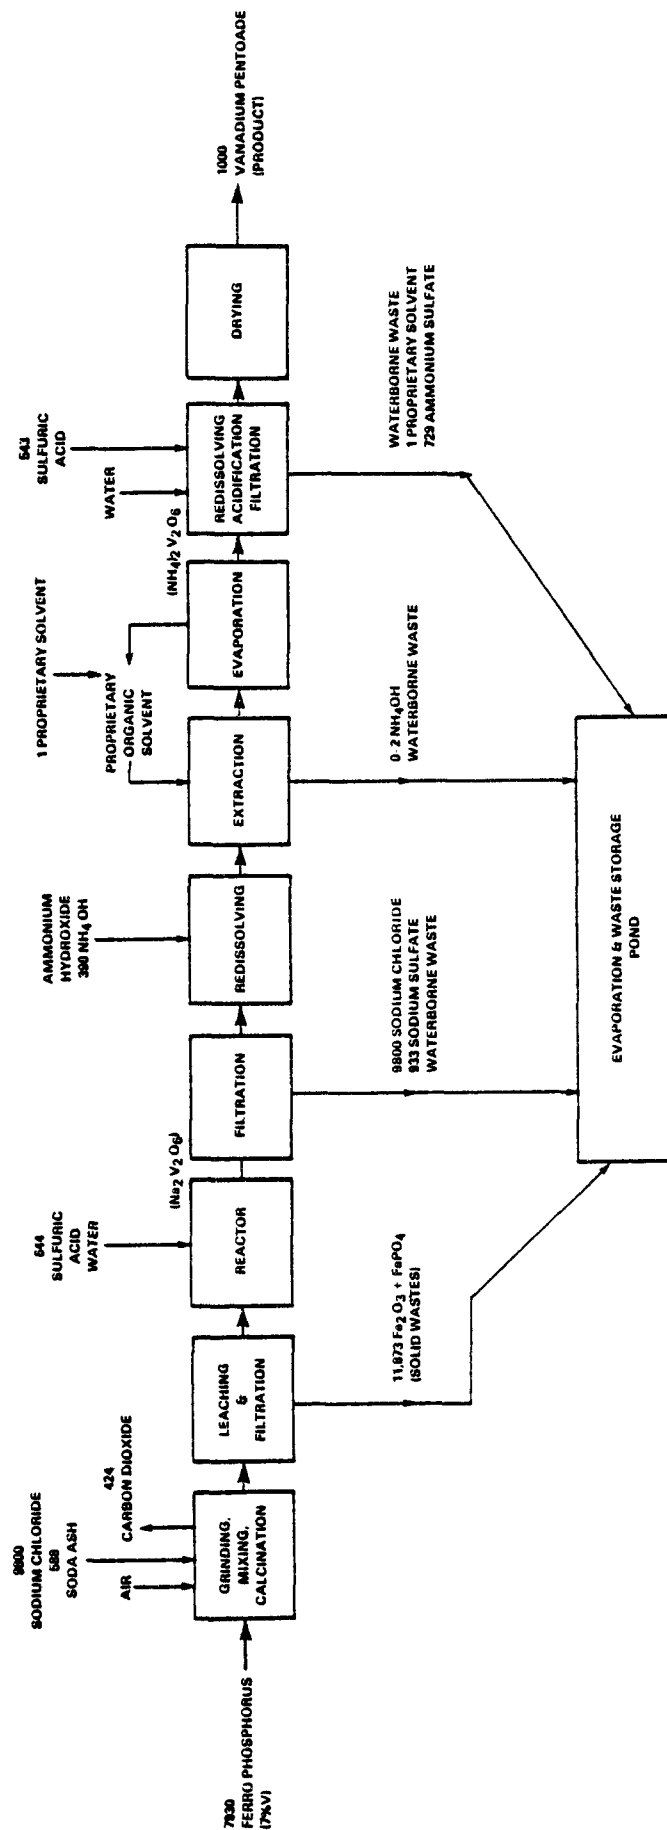 7930
FERRO PHOSPHORUS
(7% V)
9800
SODIUM CHLORIDE
589
SODA ASH
AIR
424
CARBON DIOXIDE
GRINDING,
MIXING,
CALCINATION
LEACHING
&
FILTRATION
11,873 Fe2O3 + FePO4
(SOLID WASTES)
544
SULFURIC
ACID
WATER
REACTOR
(Na2 V2 O6)
FILTRATION
9800 SODIUM CHLORIDE
933 SODIUM SULFATE
WATERBORNE WASTE
AMMONIUM
HYDROXIDE
390 NH4 OH
REDISSOLVING
EXTRACTION
0-2 NH4OH
WATERBORNE WASTE
1 PROPRIETARY SOLVENT
PROPRIETARY
ORGANIC
SOLVENT
EVAPORATION
(NH4)2 V2 O6
WATER
543
SULFURIC
ACID
REDISSOLVING
ACIDIFICATION
FILTRATION
WATERBORNE WASTE
1 PROPRIETARY SOLVENT
729 AMMONIUM SULFATE
DRYING
1000
VANADIUM PENTOADE
(PRODUCT)
EVAPORATION & WASTE STORAGE
POND